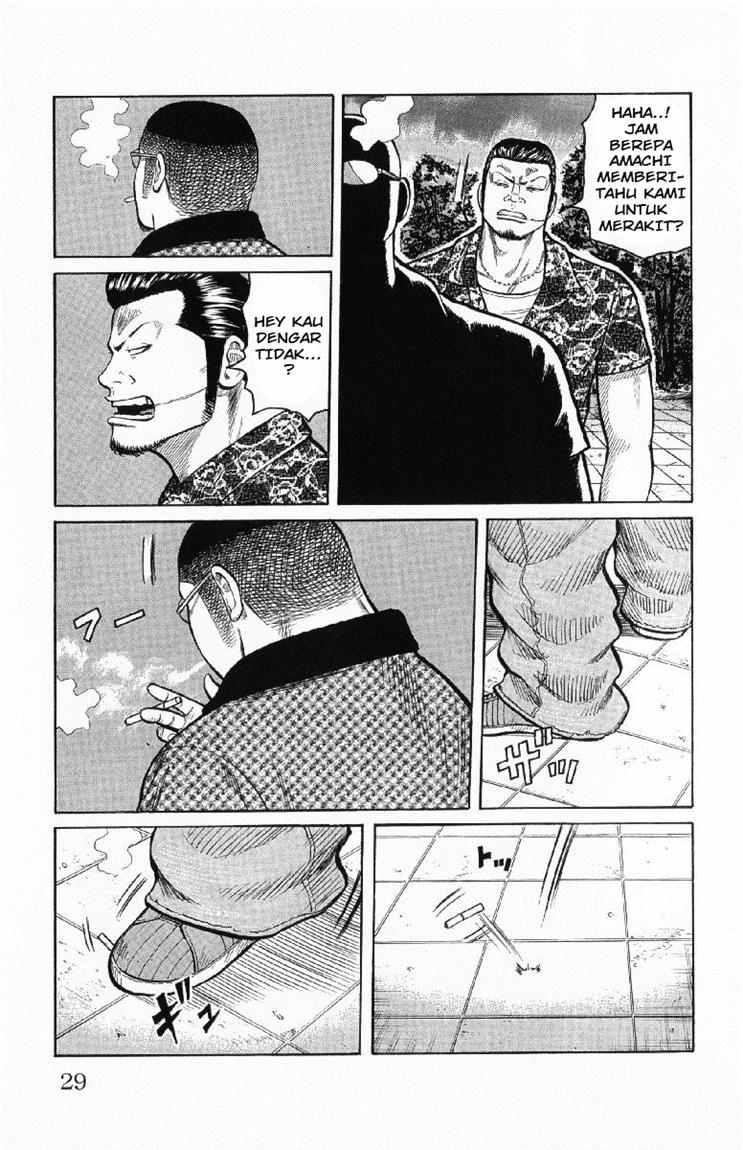 HAHA..!
JAM
BEREPA
AMACHI
MEMBERI-
TAHU KAMI
UNTUK
MERAKIT?
HEY KAU
DENGAR
TIDAK...
?
フー
ザッ
トッ
ギュ
29